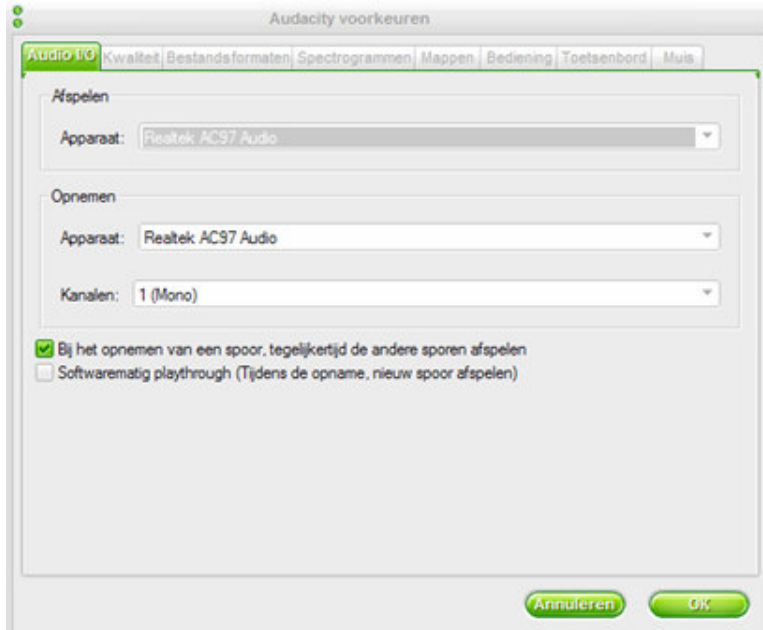 Audacity voorkeuren
Audio I/O Kwaliteit Bestandsformaten Spectrogrammen Mappen Bediening Toetsenbord Muis
Afspelen
Apparaat: Realtek AC97 Audio
Opnemen
Apparaat: Realtek AC97 Audio
Kanalen: 1 (Mono)
Bij het opnemen van een spoor, tegelijkertijd de andere sporen afspelen
Softwarematig playthrough (Tijdens de opname, nieuw spoor afspelen)
Annuleren OK